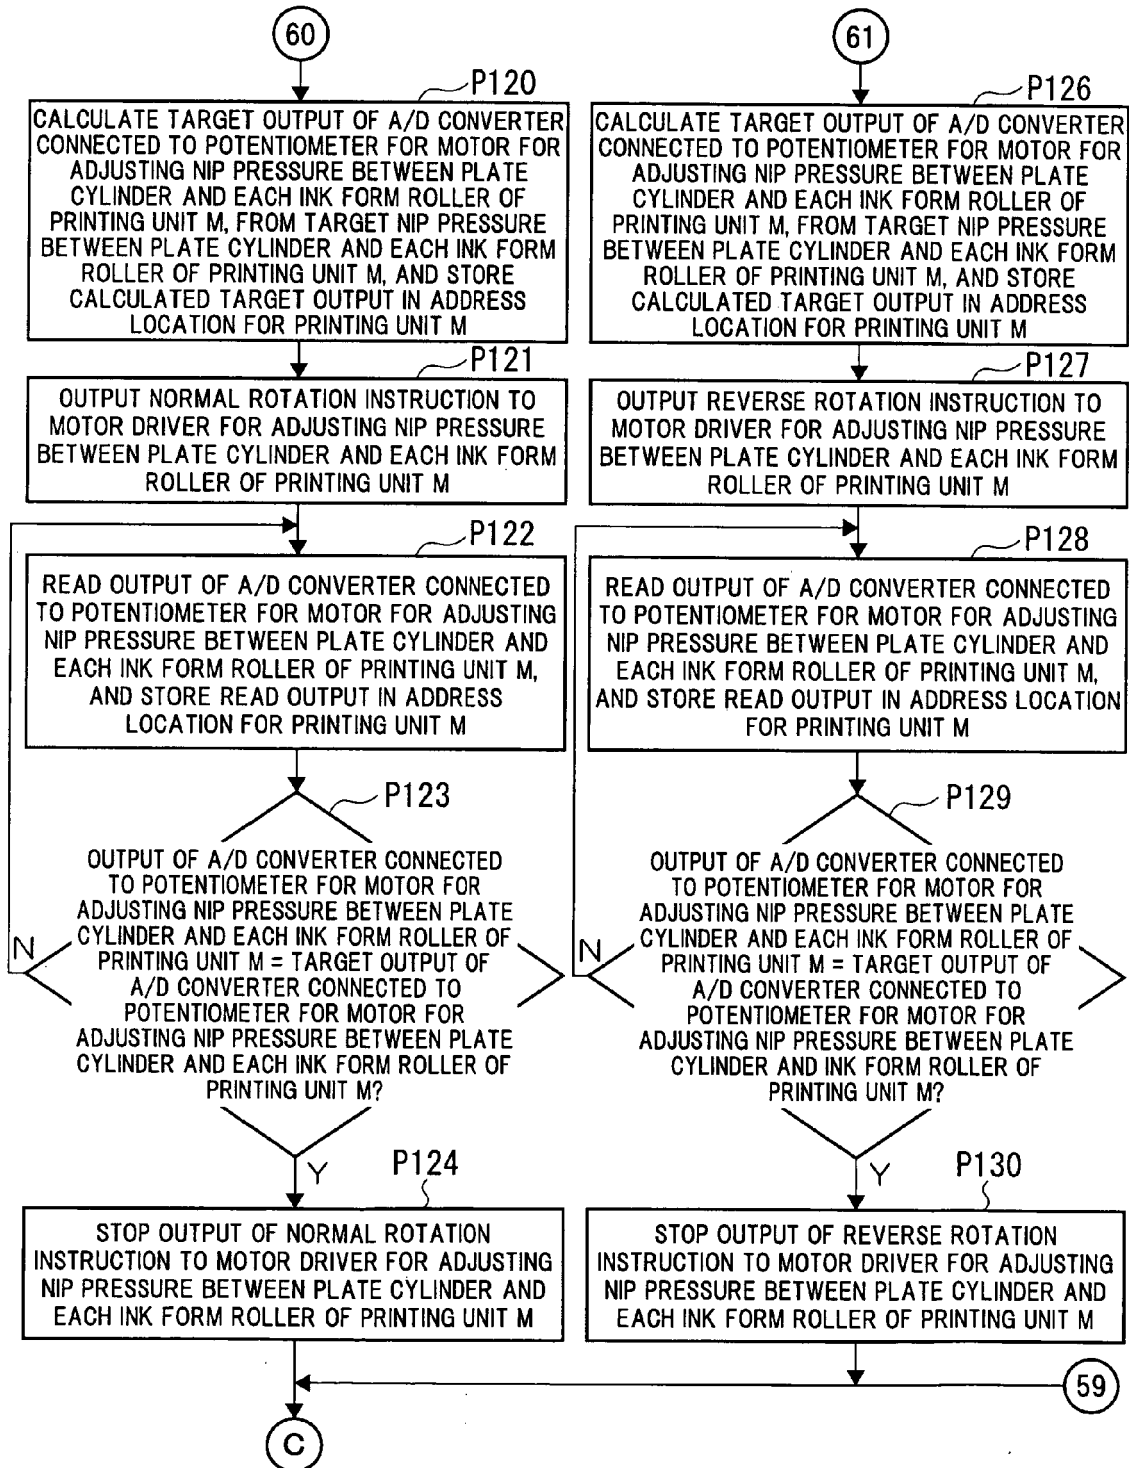 60
P120
CALCULATE TARGET OUTPUT OF A/D CONVERTER
CONNECTED TO POTENTIOMETER FOR MOTOR FOR
ADJUSTING NIP PRESSURE BETWEEN PLATE
CYLINDER AND EACH INK FORM ROLLER OF
PRINTING UNIT M, FROM TARGET NIP PRESSURE
BETWEEN PLATE CYLINDER AND EACH INK FORM
ROLLER OF PRINTING UNIT M, AND STORE
CALCULATED TARGET OUTPUT IN ADDRESS
LOCATION FOR PRINTING UNIT M
P121
OUTPUT NORMAL ROTATION INSTRUCTION TO
MOTOR DRIVER FOR ADJUSTING NIP PRESSURE
BETWEEN PLATE CYLINDER AND EACH INK FORM
ROLLER OF PRINTING UNIT M
P122
READ OUTPUT OF A/D CONVERTER CONNECTED
TO POTENTIOMETER FOR MOTOR FOR ADJUSTING
NIP PRESSURE BETWEEN PLATE CYLINDER AND
EACH INK FORM ROLLER OF PRINTING UNIT M,
AND STORE READ OUTPUT IN ADDRESS
LOCATION FOR PRINTING UNIT M
P123
OUTPUT OF A/D CONVERTER CONNECTED
TO POTENTIOMETER FOR MOTOR FOR
ADJUSTING NIP PRESSURE BETWEEN PLATE
CYLINDER AND EACH INK FORM ROLLER OF
PRINTING UNIT M = TARGET OUTPUT OF
A/D CONVERTER CONNECTED TO
POTENTIOMETER FOR MOTOR FOR
ADJUSTING NIP PRESSURE BETWEEN PLATE
CYLINDER AND EACH INK FORM ROLLER OF
PRINTING UNIT M?
N
Y
P124
STOP OUTPUT OF NORMAL ROTATION
INSTRUCTION TO MOTOR DRIVER FOR ADJUSTING
NIP PRESSURE BETWEEN PLATE CYLINDER AND
EACH INK FORM ROLLER OF PRINTING UNIT M
C
61
P126
CALCULATE TARGET OUTPUT OF A/D CONVERTER
CONNECTED TO POTENTIOMETER FOR MOTOR FOR
ADJUSTING NIP PRESSURE BETWEEN PLATE
CYLINDER AND EACH INK FORM ROLLER OF
PRINTING UNIT M, FROM TARGET NIP PRESSURE
BETWEEN PLATE CYLINDER AND EACH INK FORM
ROLLER OF PRINTING UNIT M, AND STORE
CALCULATED TARGET OUTPUT IN ADDRESS
LOCATION FOR PRINTING UNIT M
P127
OUTPUT REVERSE ROTATION INSTRUCTION TO
MOTOR DRIVER FOR ADJUSTING NIP PRESSURE
BETWEEN PLATE CYLINDER AND EACH INK FORM
ROLLER OF PRINTING UNIT M
P128
READ OUTPUT OF A/D CONVERTER CONNECTED
TO POTENTIOMETER FOR MOTOR FOR ADJUSTING
NIP PRESSURE BETWEEN PLATE CYLINDER AND
EACH INK FORM ROLLER OF PRINTING UNIT M,
AND STORE READ OUTPUT IN ADDRESS LOCATION
FOR PRINTING UNIT M
P129
OUTPUT OF A/D CONVERTER CONNECTED
TO POTENTIOMETER FOR MOTOR FOR
ADJUSTING NIP PRESSURE BETWEEN PLATE
CYLINDER AND EACH INK FORM ROLLER OF
PRINTING UNIT M = TARGET OUTPUT OF
A/D CONVERTER CONNECTED TO
POTENTIOMETER FOR MOTOR FOR
ADJUSTING NIP PRESSURE BETWEEN PLATE
CYLINDER AND INK FORM ROLLER OF
PRINTING UNIT M?
N
Y
P130
STOP OUTPUT OF REVERSE ROTATION
INSTRUCTION TO MOTOR DRIVER FOR ADJUSTING
NIP PRESSURE BETWEEN PLATE CYLINDER AND
EACH INK FORM ROLLER OF PRINTING UNIT M
59